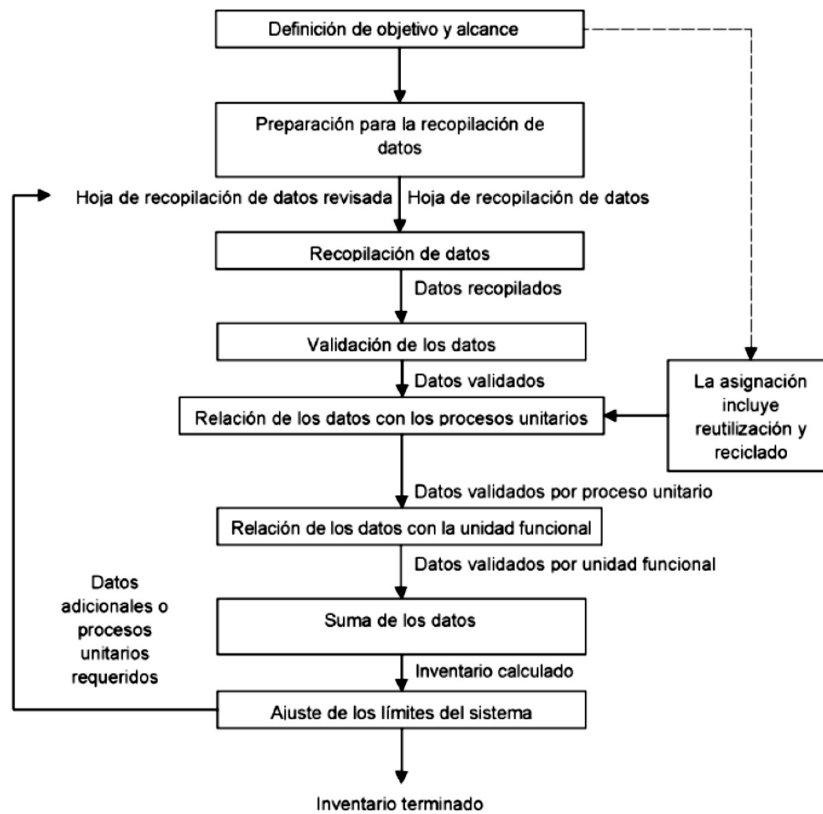 Definición de objetivo y alcance
Preparación para la recopilación de
datos
Hoja de recopilación de datos revisada
Hoja de recopilación de datos
Recopilación de datos
Datos recopilados
Validación de los datos
Datos validados
La asignación
incluye
reutilización y
reciclado
Relación de los datos con los procesos unitarios
Datos validados por proceso unitario
Relación de los datos con la unidad funcional
Datos validados por unidad funcional
Datos
adicionales o
procesos
unitarios
requeridos
Suma de los datos
Inventario calculado
Ajuste de los límites del sistema
Inventario terminado